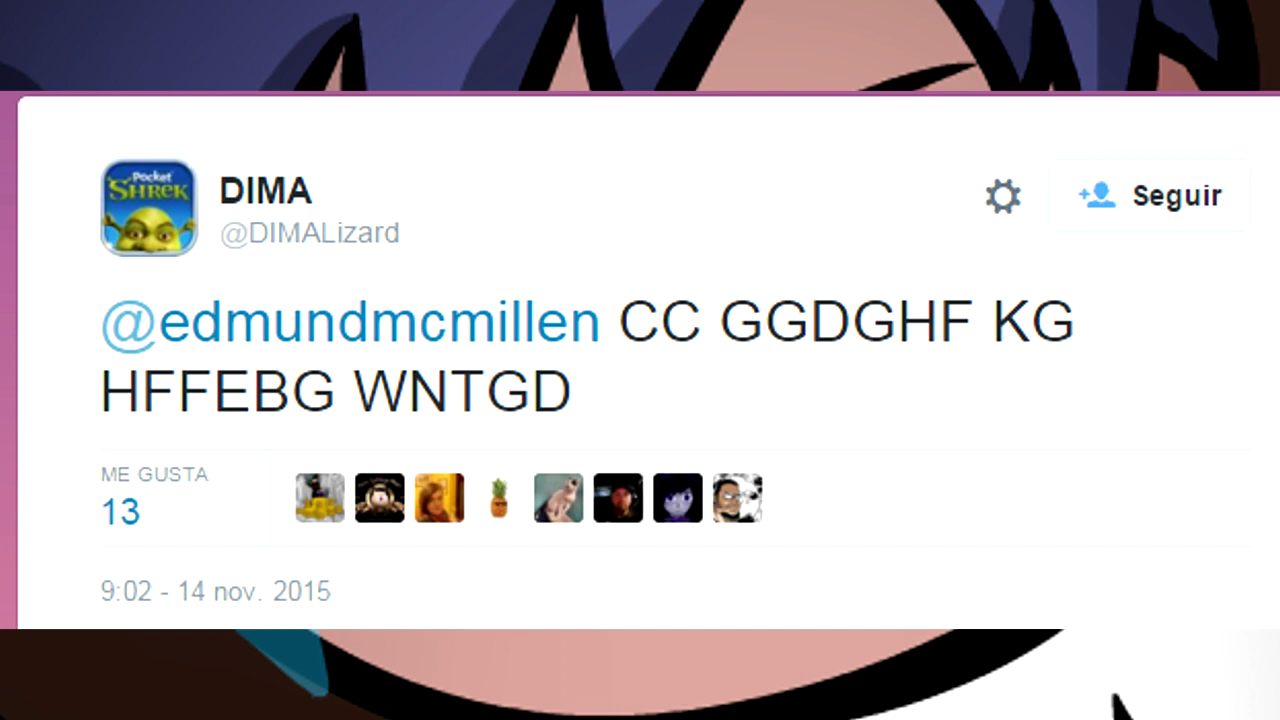 Pocket
SHREK
DIMA
@DIMALizard
Seguir
@edmundmcmillen CC GGDGHF KG
HFFEBG WNTGD
ME GUSTA
13
9:02 - 14 nov. 2015